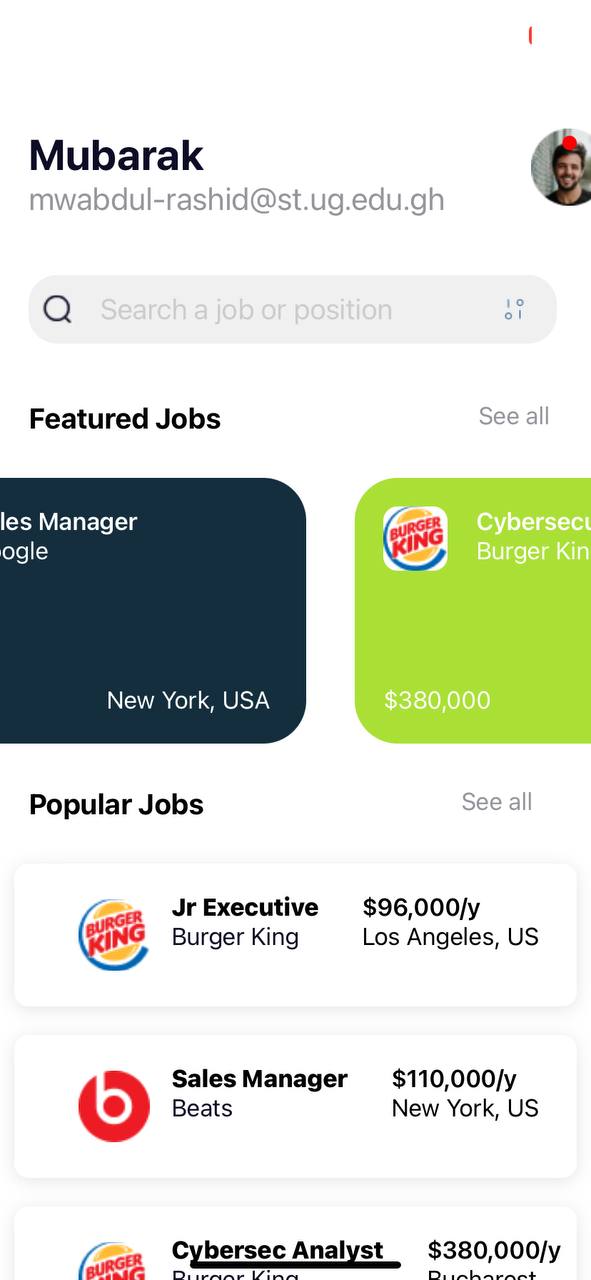 Mubarak
mwabdul-rashid@st.ug.edu.gh
Search a job or position
Featured Jobs
See all
les Manager
ogle
New York, USA
BURGER
KING
Cybersecu
Burger Kin
$380,000
Popular Jobs
See all
BURGER
KING
Jr Executive
Burger King
$96,000/y
Los Angeles, US
Sales Manager
Beats
$110,000/y
New York, US
BURGER
KING
Cybersec Analyst
Burger King
$380,000/y
Bucharest